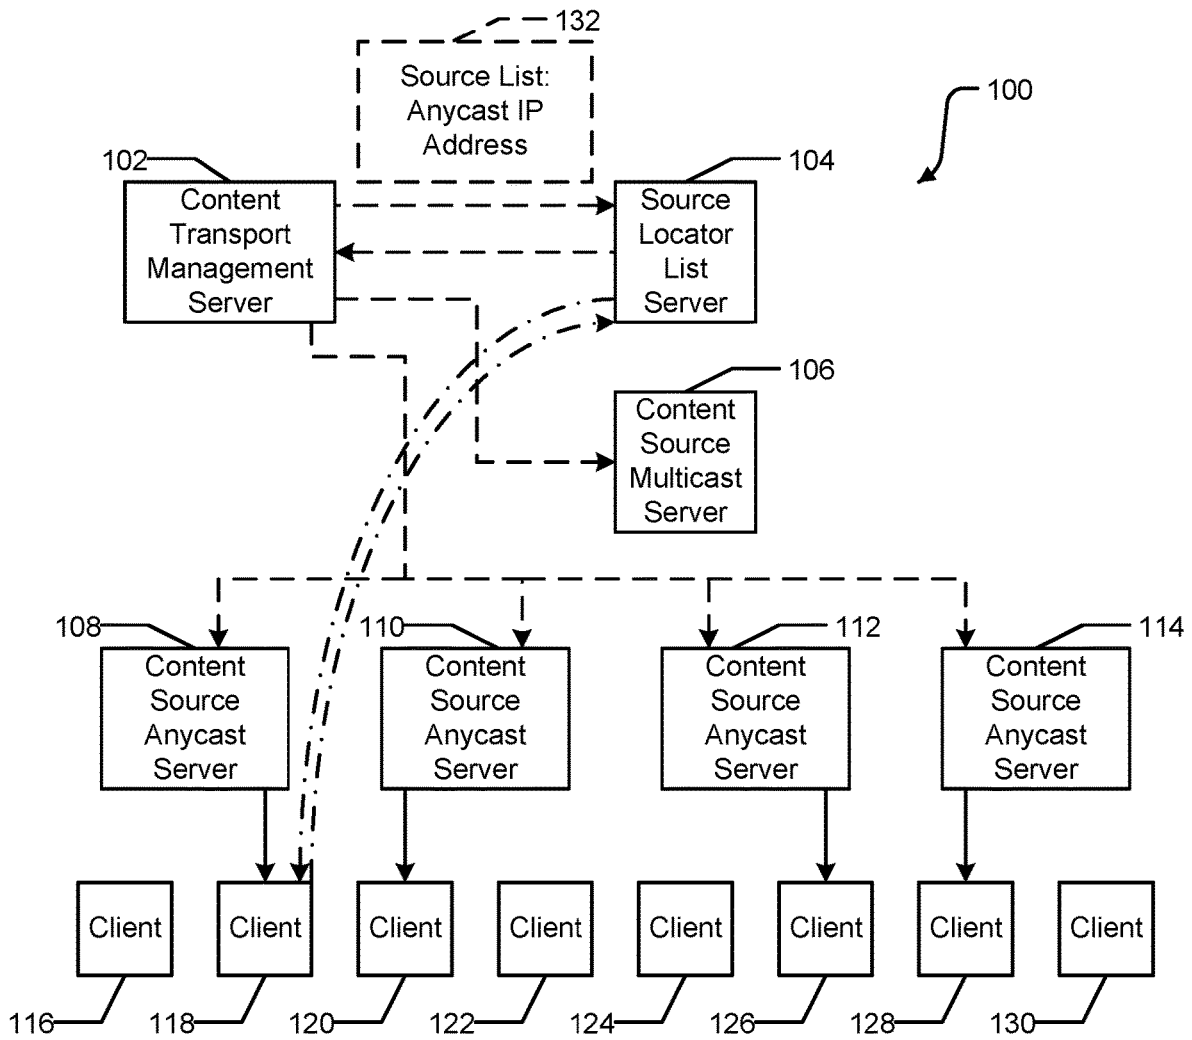 132
Source List:
Anycast IP
Address
100
102
Content
Transport
Management
Server
104
Source
Locator
List
Server
106
Content
Source
Multicast
Server
108
Content
Source
Anycast
Server
110
Content
Source
Anycast
Server
112
Content
Source
Anycast
Server
114
Content
Source
Anycast
Server
Client
Client
Client
Client
Client
Client
Client
Client
116
118
120
122
124
126
128
130